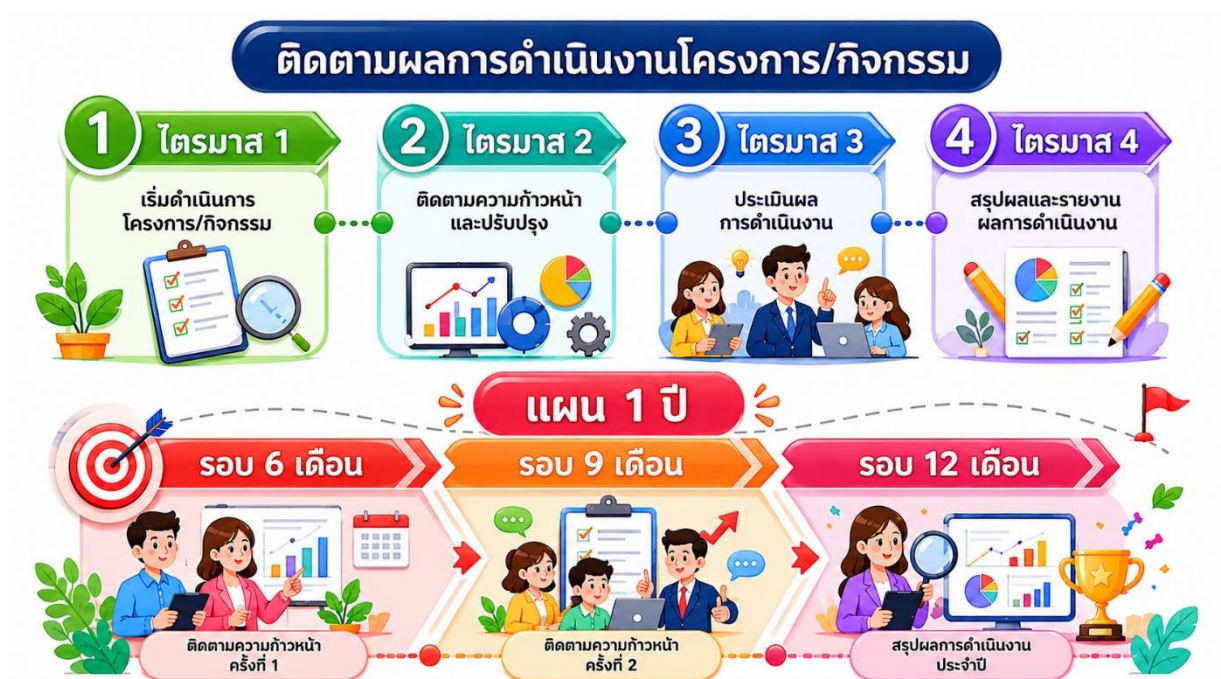 ติดตามผลการดำเนินงานโครงการ/กิจกรรม
1 ไตรมาส 1
เริ่มดำเนินการ
โครงการ/กิจกรรม
2 ไตรมาส 2
ติดตามความก้าวหน้า
และปรับปรุง
3 ไตรมาส 3
ประเมินผล
การดำเนินงาน
4 ไตรมาส 4
สรุปผลและรายงาน
ผลการดำเนินงาน
แผน 1 ปี
รอบ 6 เดือน
ติดตามความก้าวหน้า
ครั้งที่ 1
รอบ 9 เดือน
ติดตามความก้าวหน้า
ครั้งที่ 2
รอบ 12 เดือน
สรุปผลการดำเนินงาน
ประจำปี